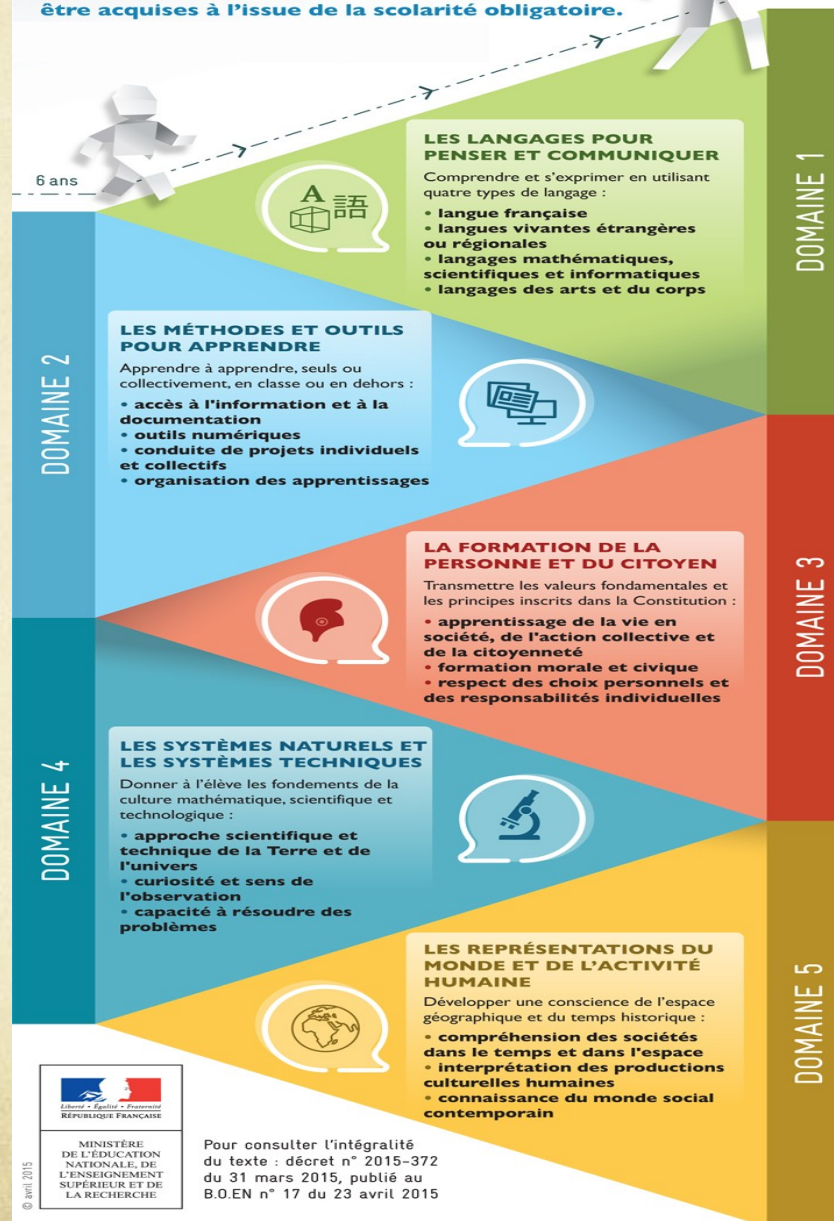 être acquises à l'issue de la scolarité obligatoire.
6 ans
DOMAINE 1
A 語
LES LANGAGES POUR
PENSER ET COMMUNIQUER
Comprendre et s'exprimer en utilisant
quatre types de langage :
• langue française
• langues vivantes étrangères
ou régionales
• langages mathématiques,
scientifiques et informatiques
• langages des arts et du corps
DOMAINE 2
LES MÉTHODES ET OUTILS
POUR APPRENDRE
Apprendre à apprendre, seuls ou
collectivement, en classe ou en dehors :
• accès à l'information et à la
documentation
• outils numériques
• conduite de projets individuels
et collectifs
• organisation des apprentissages
DOMAINE 3
LA FORMATION DE LA
PERSONNE ET DU CITOYEN
Transmettre les valeurs fondamentales et
les principes inscrits dans la Constitution :
• apprentissage de la vie en
société, de l'action collective et
de la citoyenneté
• formation morale et civique
• respect des choix personnels et
des responsabilités individuelles
DOMAINE 4
LES SYSTÈMES NATURELS ET
LES SYSTÈMES TECHNIQUES
Donner à l'élève les fondements de la
culture mathématique, scientifique et
technologique :
• approche scientifique et
technique de la Terre et de
l'univers
• curiosité et sens de
l'observation
• capacité à résoudre des
problèmes
DOMAINE 5
LES REPRÉSENTATIONS DU
MONDE ET DE L'ACTIVITÉ
HUMAINE
Développer une conscience de l'espace
géographique et du temps historique :
• compréhension des sociétés
dans le temps et dans l'espace
• interprétation des productions
culturelles humaines
• connaissance du monde social
contemporain
Liberté • Égalité • Fraternité
RÉPUBLIQUE FRANÇAISE
MINISTÈRE
DE L'ÉDUCATION
NATIONALE, DE
L'ENSEIGNEMENT
SUPÉRIEUR ET DE
LA RECHERCHE
© avril 2015
Pour consulter l'intégralité
du texte : décret n° 2015-372
du 31 mars 2015, publié au
B.O.EN n° 17 du 23 avril 2015